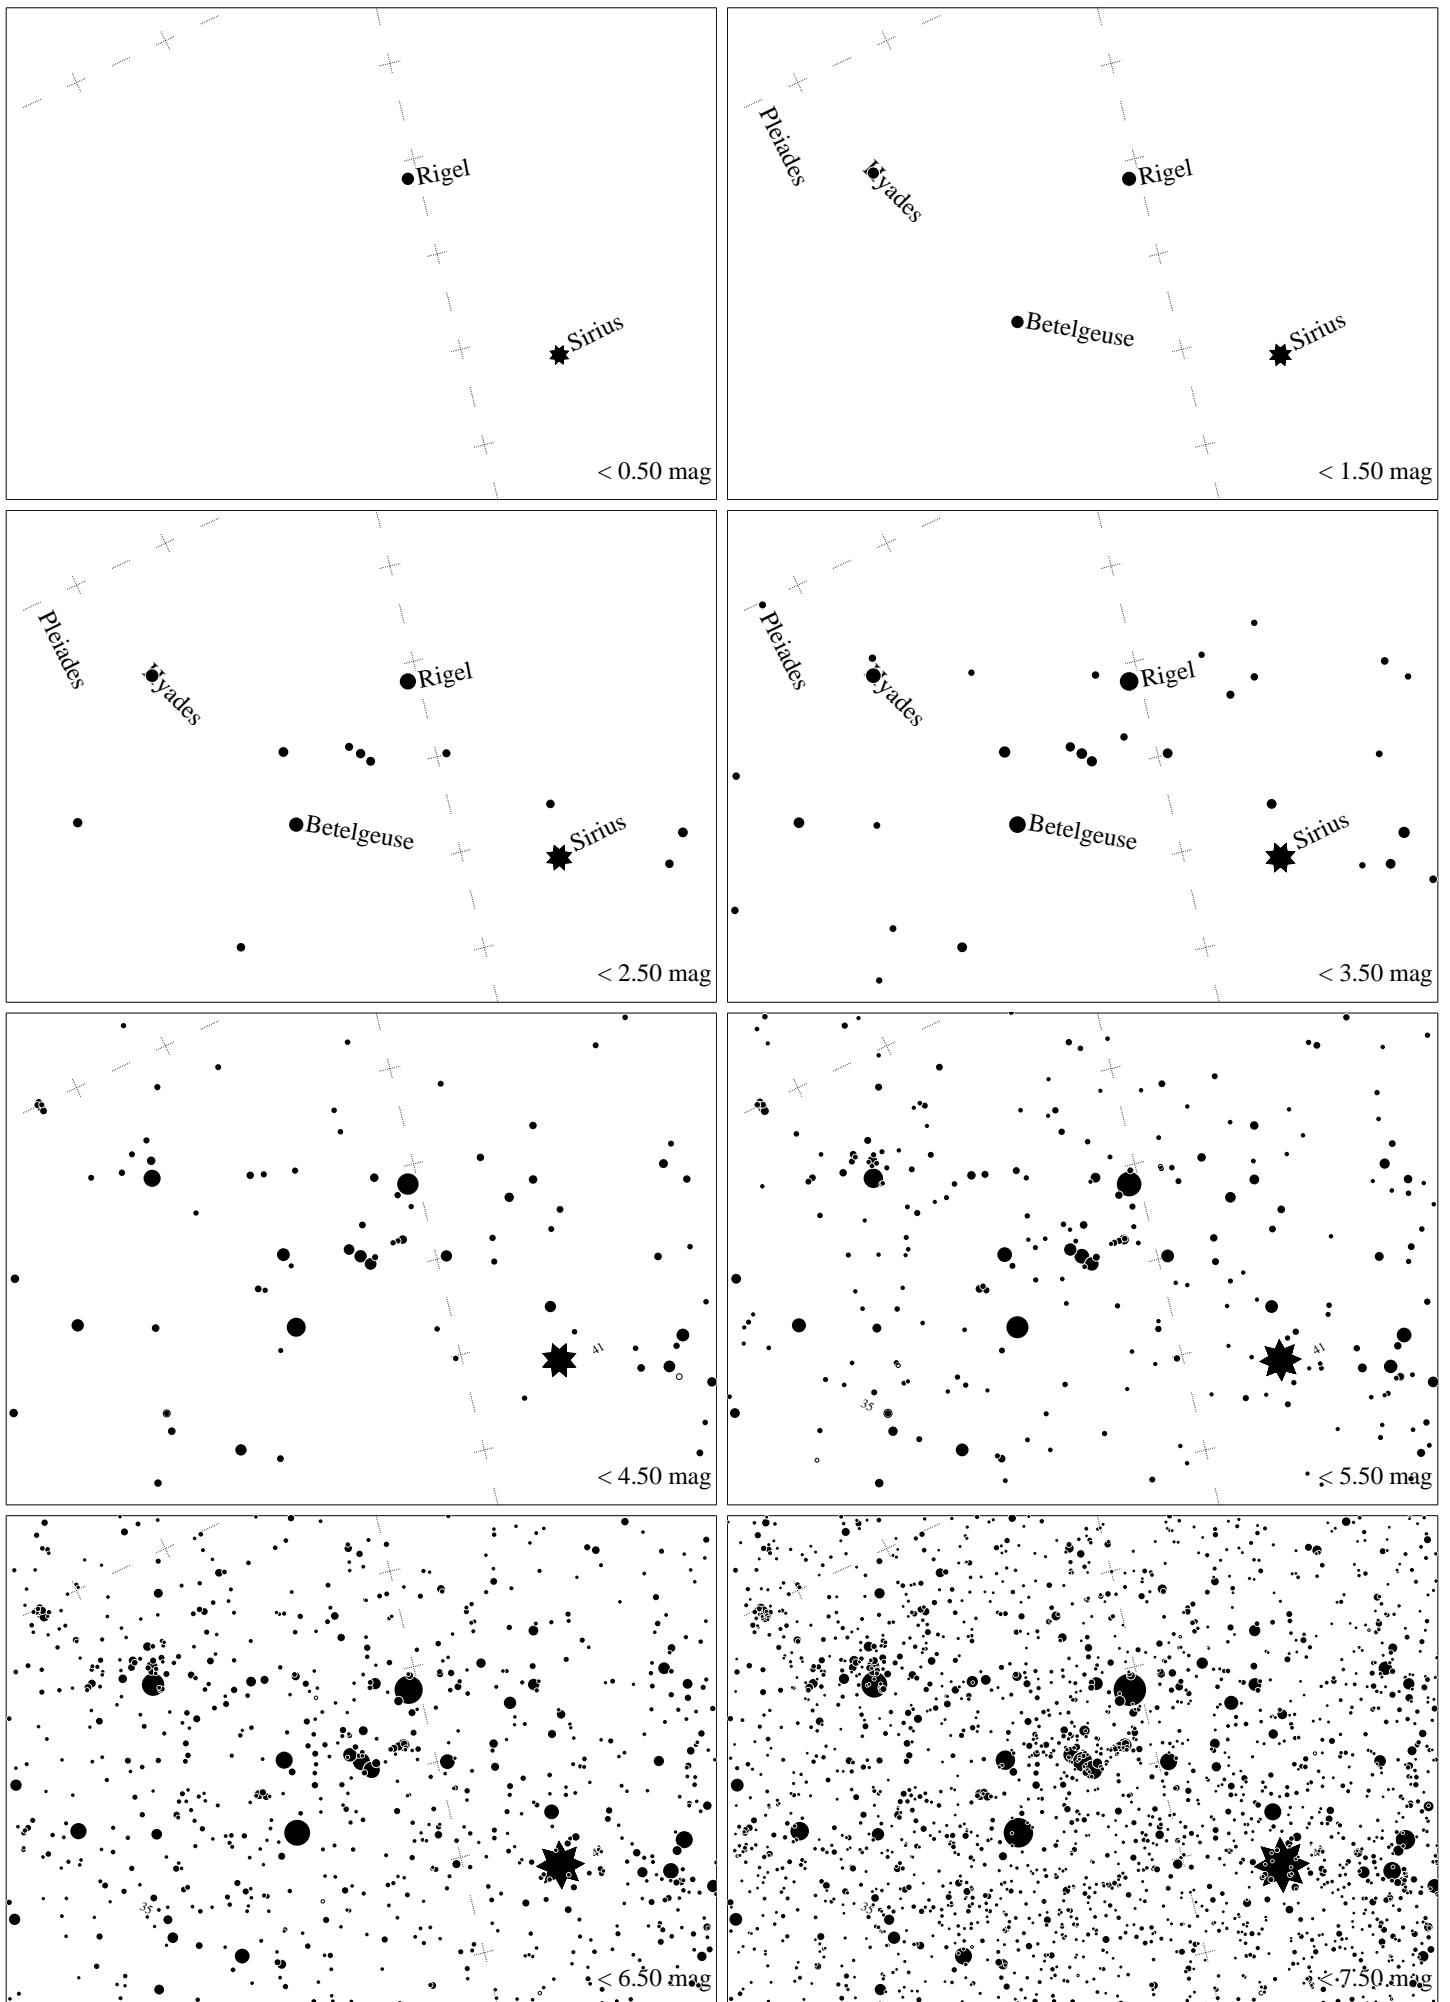 Rigel
Sirius
< 0.50 mag
Pleiades
Hyades
Rigel
Betelgeuse
Sirius
< 1.50 mag
Pleiades
Hyades
Rigel
Betelgeuse
Sirius
< 2.50 mag
Pleiades
Hyades
Rigel
Betelgeuse
Sirius
< 3.50 mag
41
< 4.50 mag
41
35
< 5.50 mag
41
35
< 6.50 mag
41
35
< 7.50 mag